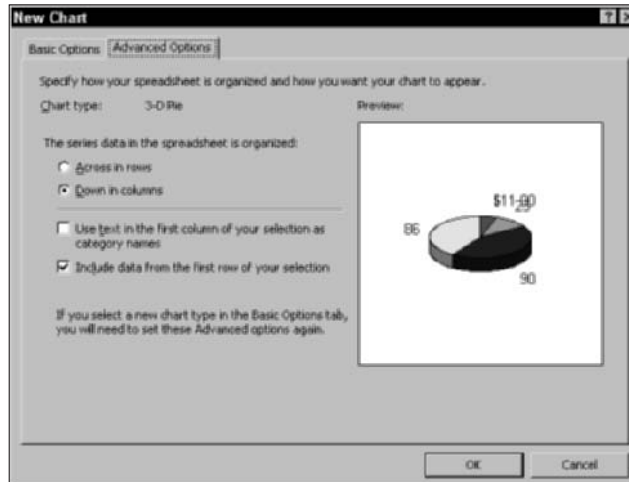 New Chart
Basic Options
Advanced Options
Specify how your spreadsheet is organized and how you want your chart to appear.
Chart type: 3-D Pie
Preview:
The series data in the spreadsheet is organized:
Across in rows
Down in columns
Use text in the first column of your selection as
category names
Include data from the first row of your selection
If you select a new chart type in the Basic Options tab,
you will need to set these Advanced options again.
86
90
OK
Cancel